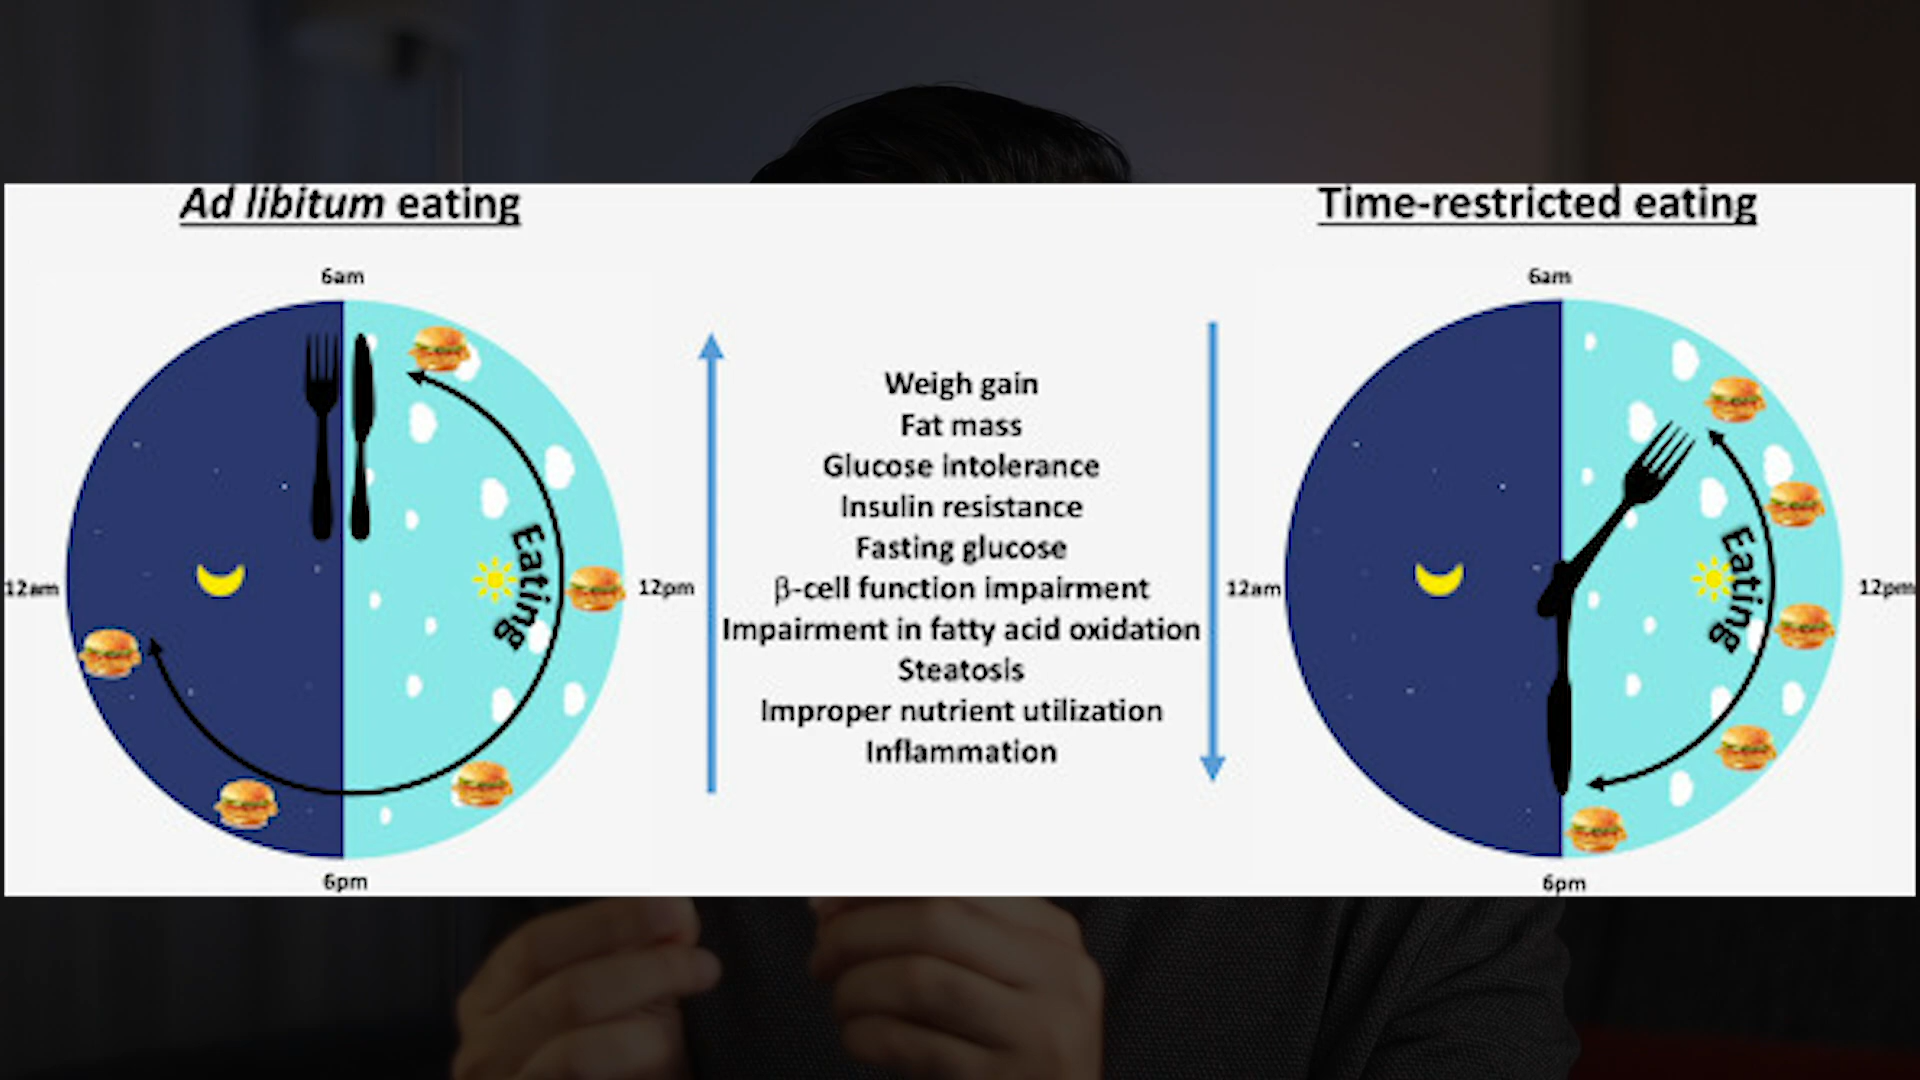 Ad libitum eating
6am
Eating
12am
12pm
6pm
Weigh gain
Fat mass
Glucose intolerance
Insulin resistance
Fasting glucose
β-cell function impairment
Impairment in fatty acid oxidation
Steatosis
Improper nutrient utilization
Inflammation
Time-restricted eating
6am
Eating
12am
12pm
6pm